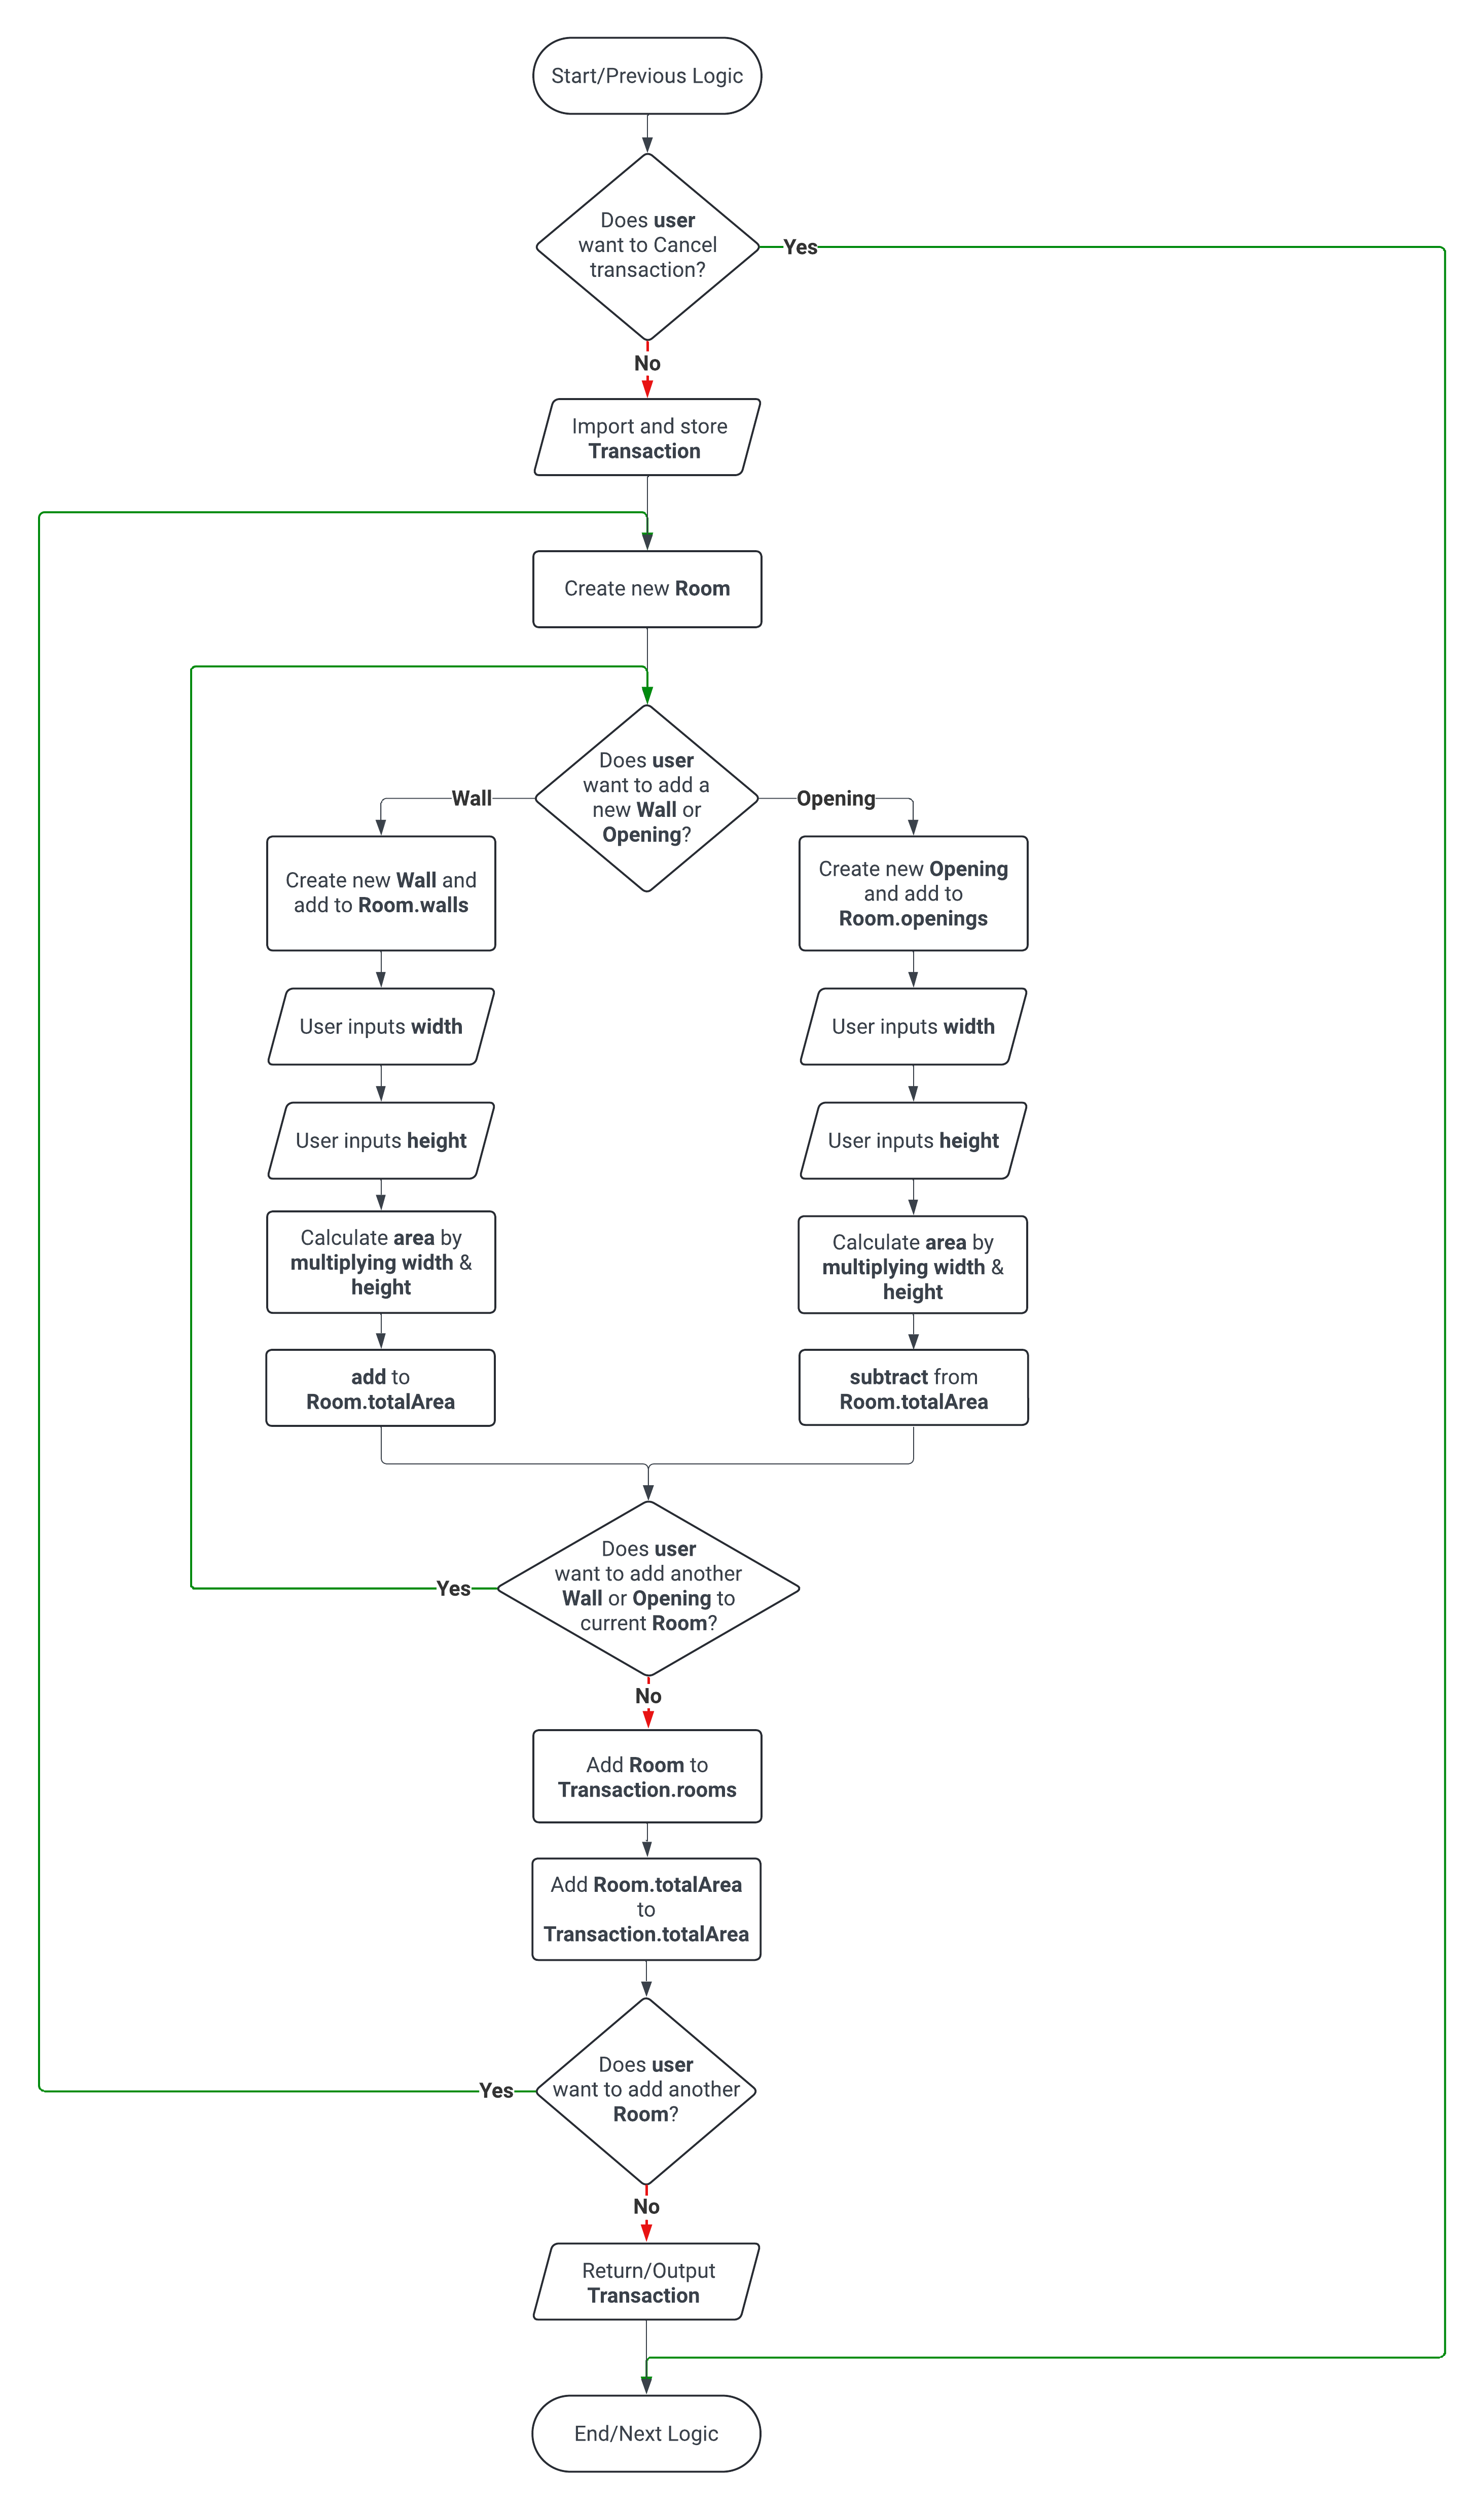 Start/Previous Logic
Does user
want to Cancel
transaction?
Yes
No
Import and store
Transaction
Create new Room
Does user
want to add a
new Wall or
Opening?
Wall
Opening
Create new Wall and
add to Room.walls
User inputs width
User inputs height
Calculate area by
multiplying width &
height
add to
Room.totalArea
Create new Opening
and add to
Room.openings
User inputs width
User inputs height
Calculate area by
multiplying width &
height
subtract from
Room.totalArea
Does user
want to add another
Wall or Opening to
current Room?
Yes
No
Add Room to
Transaction.rooms
Add Room.totalArea
to
Transaction.totalArea
Does user
want to add another
Room?
Yes
No
Return/Output
Transaction
End/Next Logic